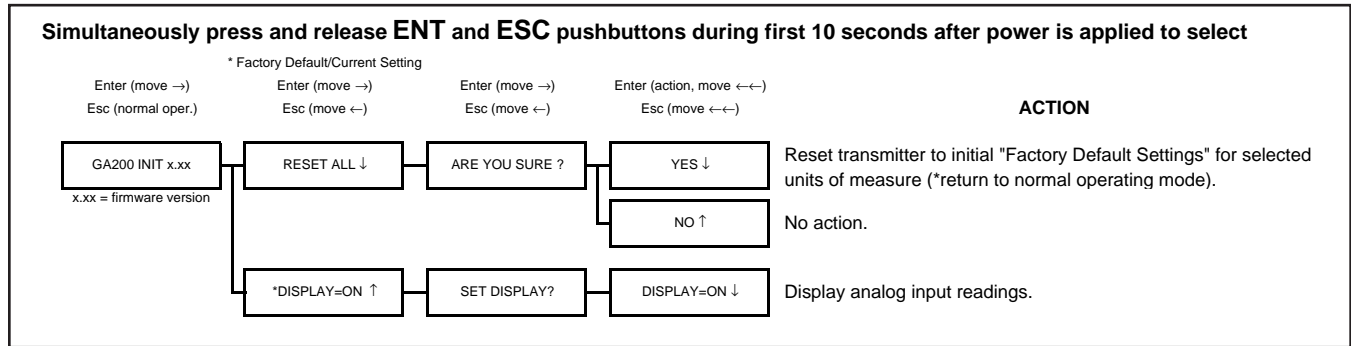 Simultaneously press and release ENT and ESC pushbuttons during first 10 seconds after power is applied to select
* Factory Default/Current Setting
Enter (move →) Enter (move →) Enter (move →) Enter (action, move ←←)
Esc (normal oper.) Esc (move ←) Esc (move ←) Esc (move ←←) ACTION
GA200 INIT x.xx RESET ALL ↓ ARE YOU SURE ? YES ↓
Reset transmitter to initial "Factory Default Settings" for selected
units of measure (*return to normal operating mode).
x.xx = firmware version
NO ↑ No action.
*DISPLAY=ON ↑ SET DISPLAY? DISPLAY=ON ↓ Display analog input readings.